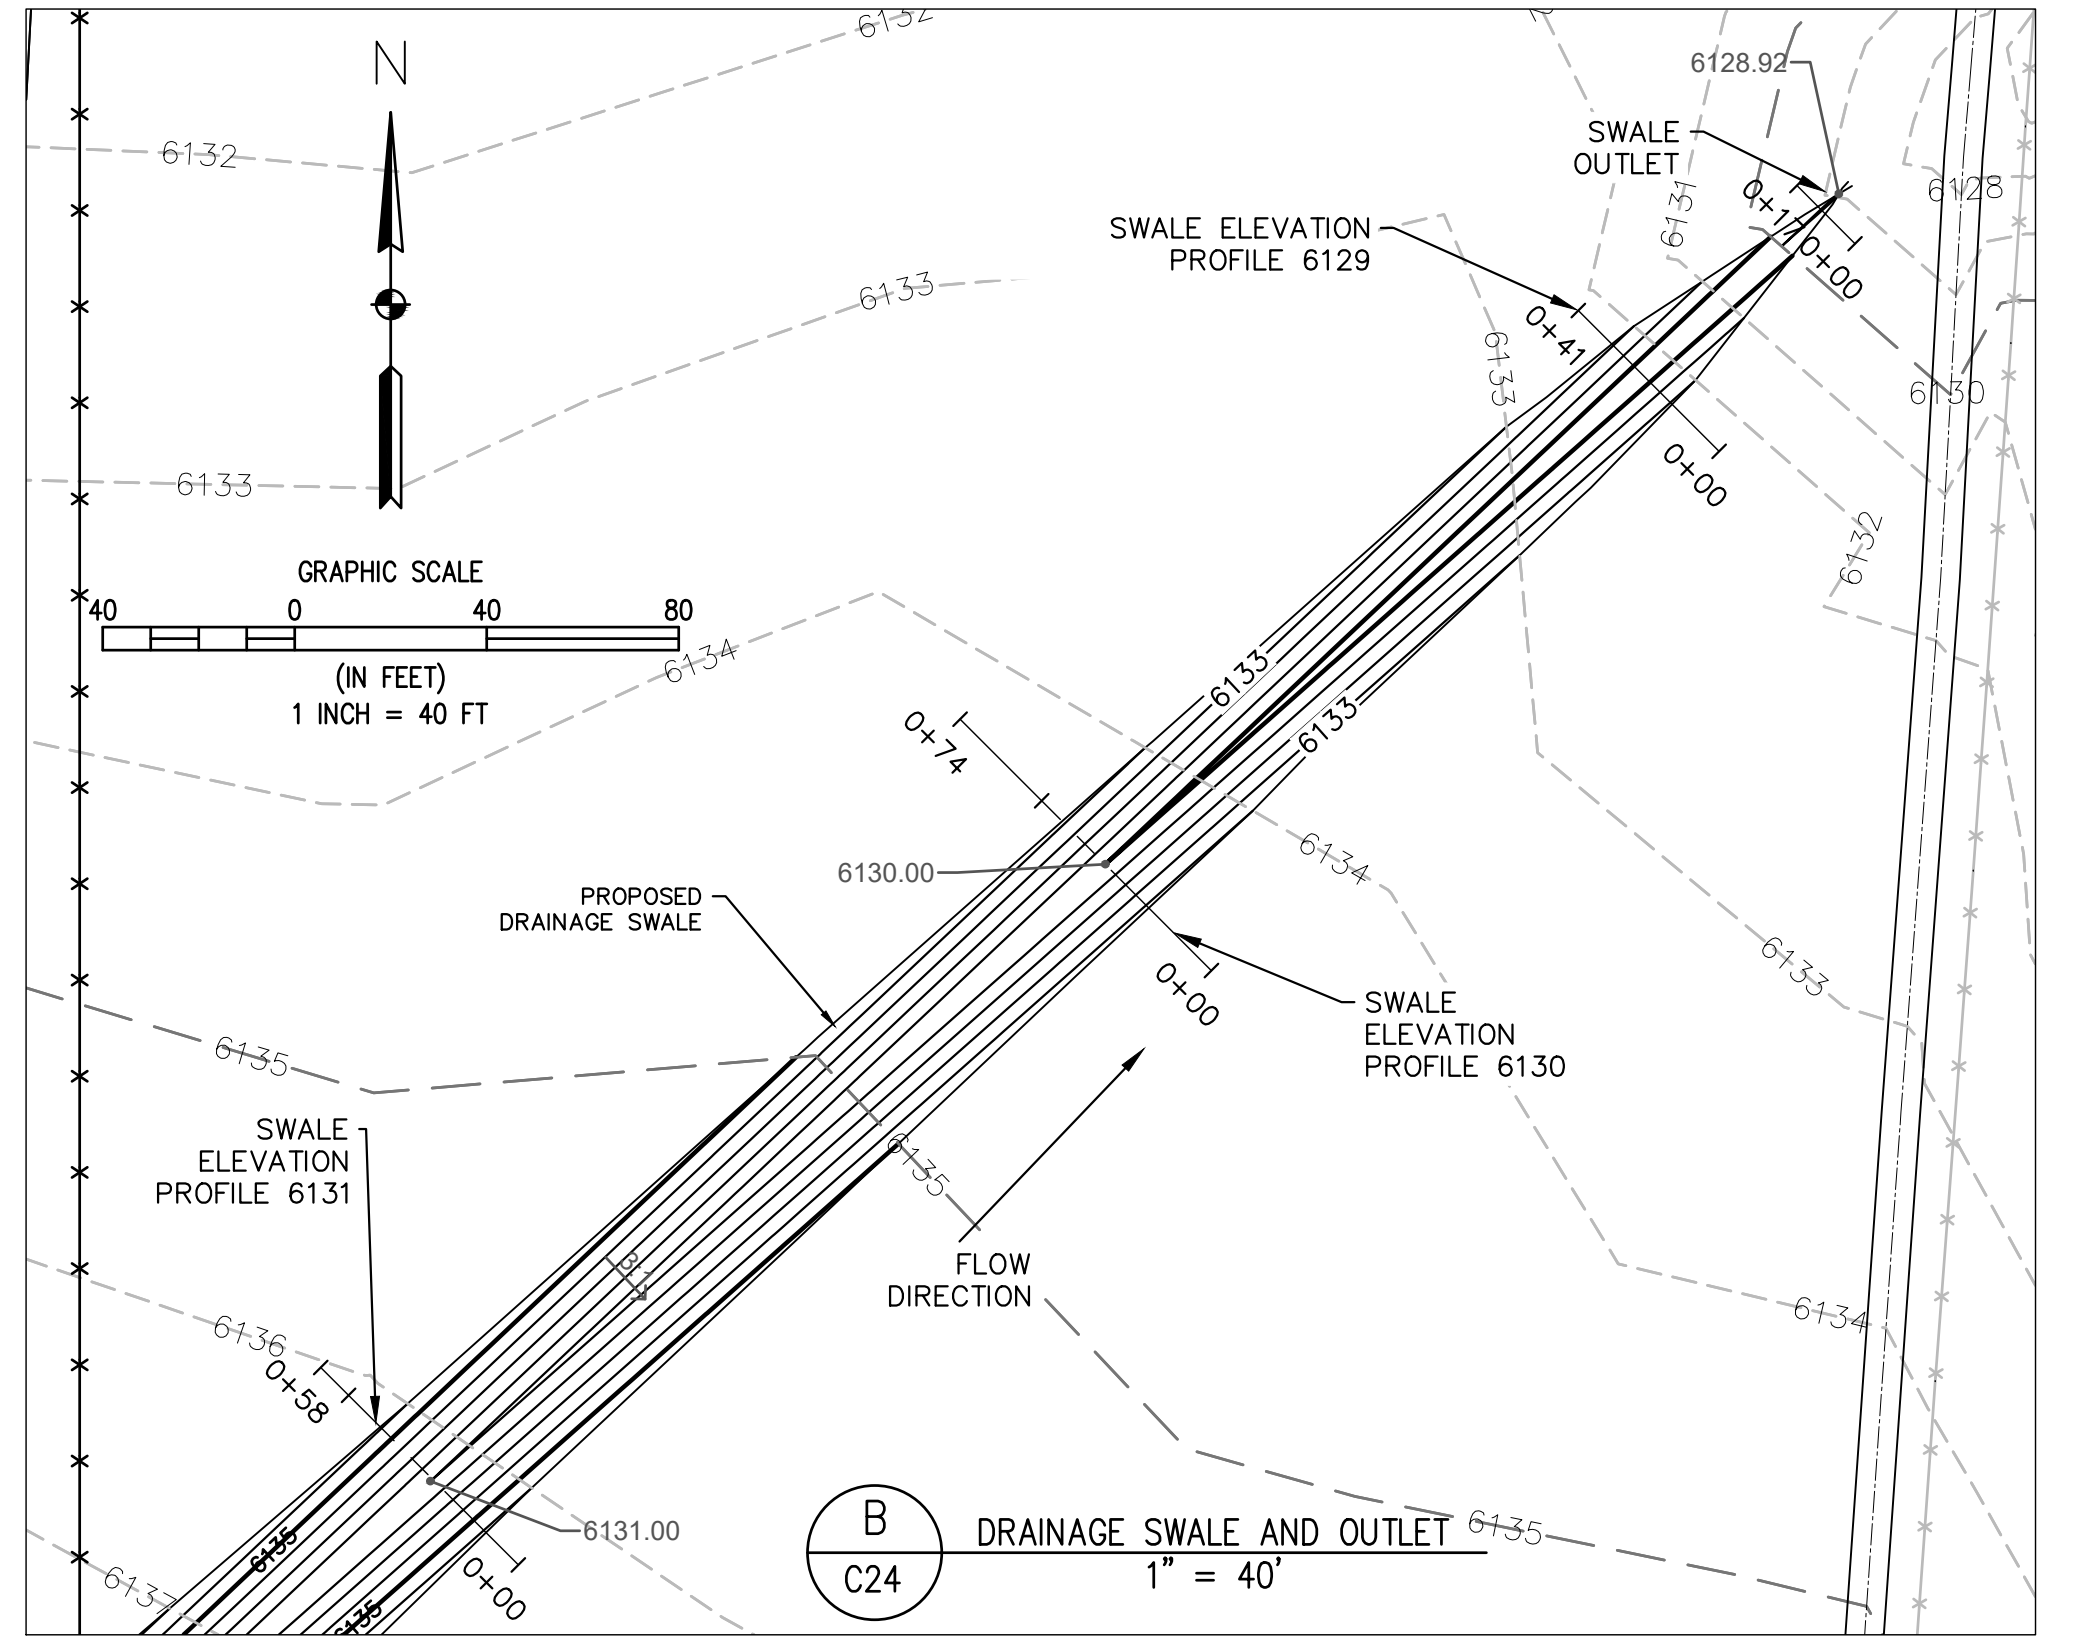 6132
N
6128.92
SWALE
OUTLET
6132
6131
0+17
6128
SWALE ELEVATION
PROFILE 6129
0+00
6133
0+41
6133
6130
6133
0+00
6132
GRAPHIC SCALE
40 0 40 80
(IN FEET)
1 INCH = 40 FT
6134
6133
6133
0+74
6134
6130.00
PROPOSED
DRAINAGE SWALE
6133
0+00
SWALE
ELEVATION
PROFILE 6130
6135
SWALE
ELEVATION
PROFILE 6131
6135
3:1
FLOW
DIRECTION
6134
6136
0+58
6131.00
B
C24
DRAINAGE SWALE AND OUTLET
1" = 40'
6135
6135
6137
0+00
6135